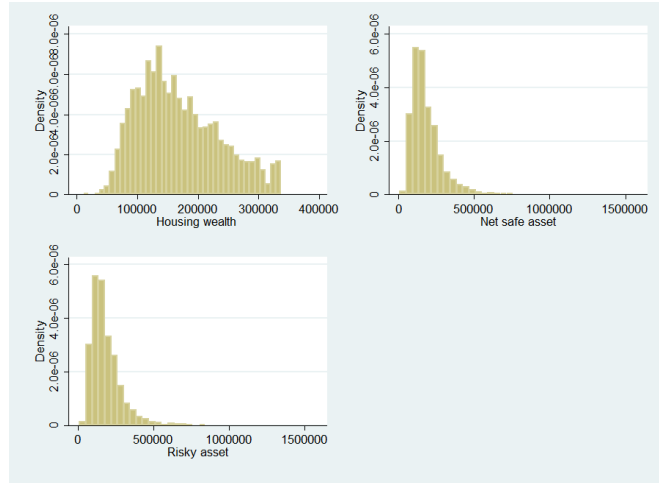 Density
0 2.0e-06 4.0e-06 6.0e-06 8.0e-06
0 100000 200000 300000 400000
Housing wealth
Density
0 2.0e-06 4.0e-06 6.0e-06
0 500000 1000000 1500000
Net safe asset
Density
0 2.0e-06 4.0e-06 6.0e-06
0 500000 1000000 1500000
Risky asset